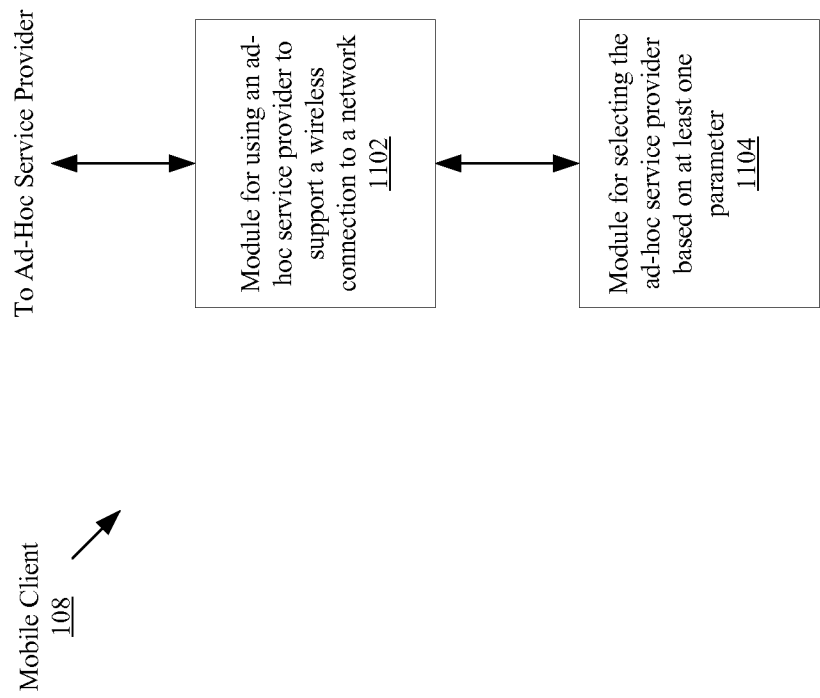 Mobile Client
108
To Ad-Hoc Service Provider
Module for using an ad-
hoc service provider to
support a wireless
connection to a network
1102
Module for selecting the
ad-hoc service provider
based on at least one
parameter
1104